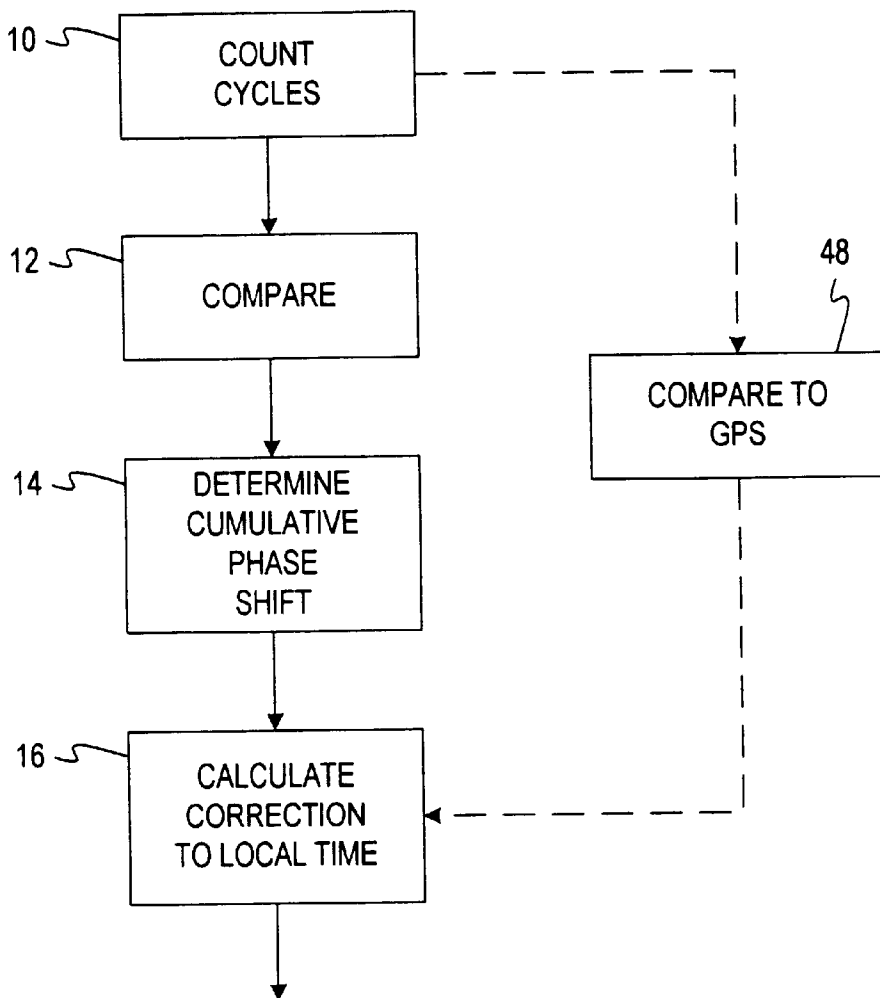 10
COUNT
CYCLES
12
COMPARE
48
COMPARE TO
GPS
14
DETERMINE
CUMULATIVE
PHASE
SHIFT
16
CALCULATE
CORRECTION
TO LOCAL TIME